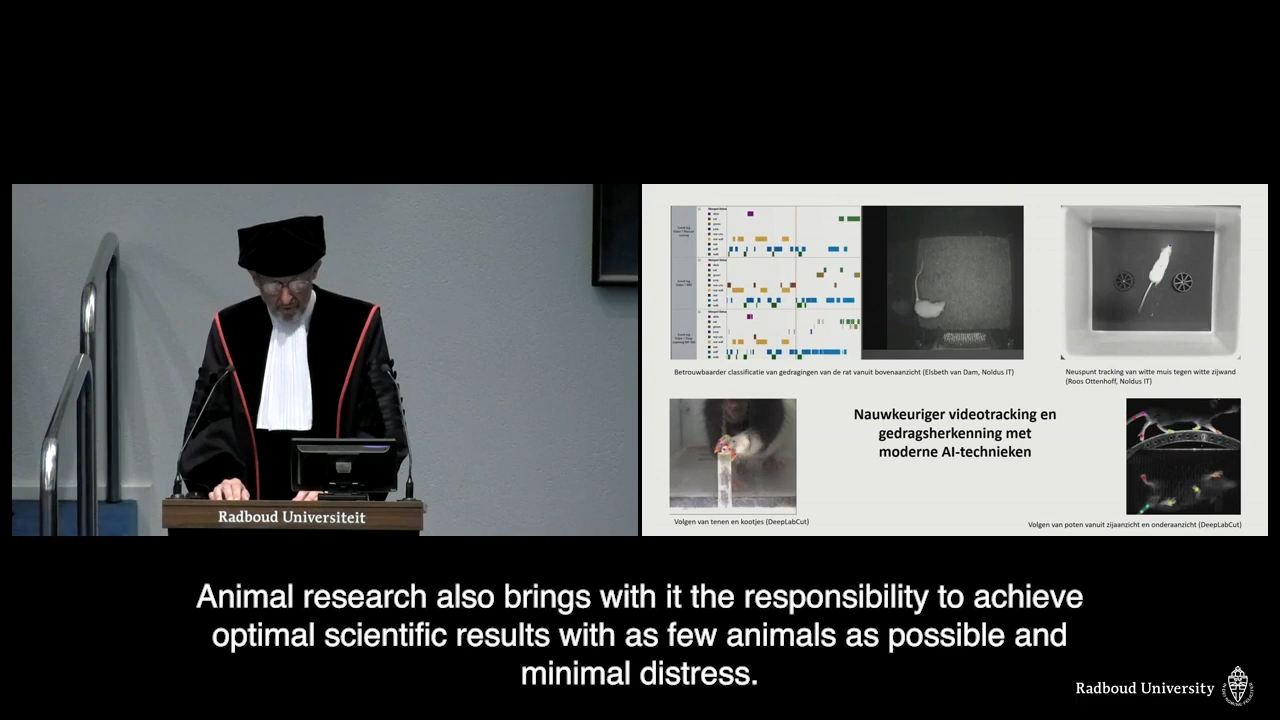 Radboud Universiteit
Betrouwbaarder classificatie van gedragingen van de rat vanuit bovenaanzicht (Elsbeth van Dam, Noldus IT)
Neuspunt tracking van witte muis tegen witte zijwand
(Roos Ottenhoff, Noldus IT)
Nauwkeuriger videotracking en
gedragsherkenning met
moderne AI-technieken
Volgen van tenen en kootjes (DeepLabCut)
Volgen van poten vanuit zijaanzicht en onderaanzicht (DeepLabCut)
Animal research also brings with it the responsibility to achieve
optimal scientific results with as few animals as possible and
minimal distress.
Radboud University